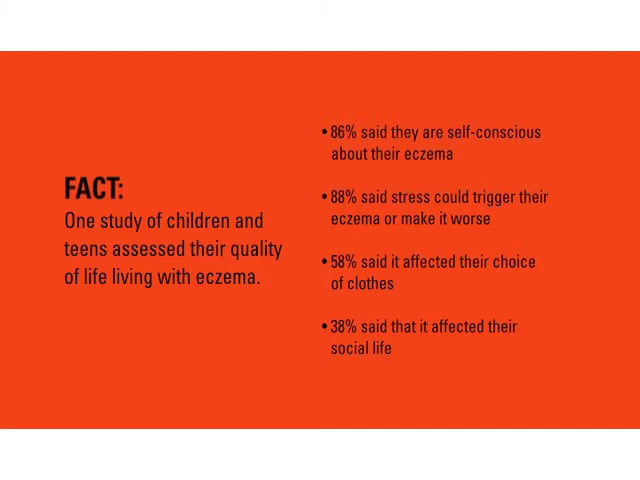 FACT:
One study of children and
teens assessed their quality
of life living with eczema.
• 86% said they are self-conscious
about their eczema
• 88% said stress could trigger their
eczema or make it worse
• 58% said it affected their choice
of clothes
• 38% said that it affected their
social life